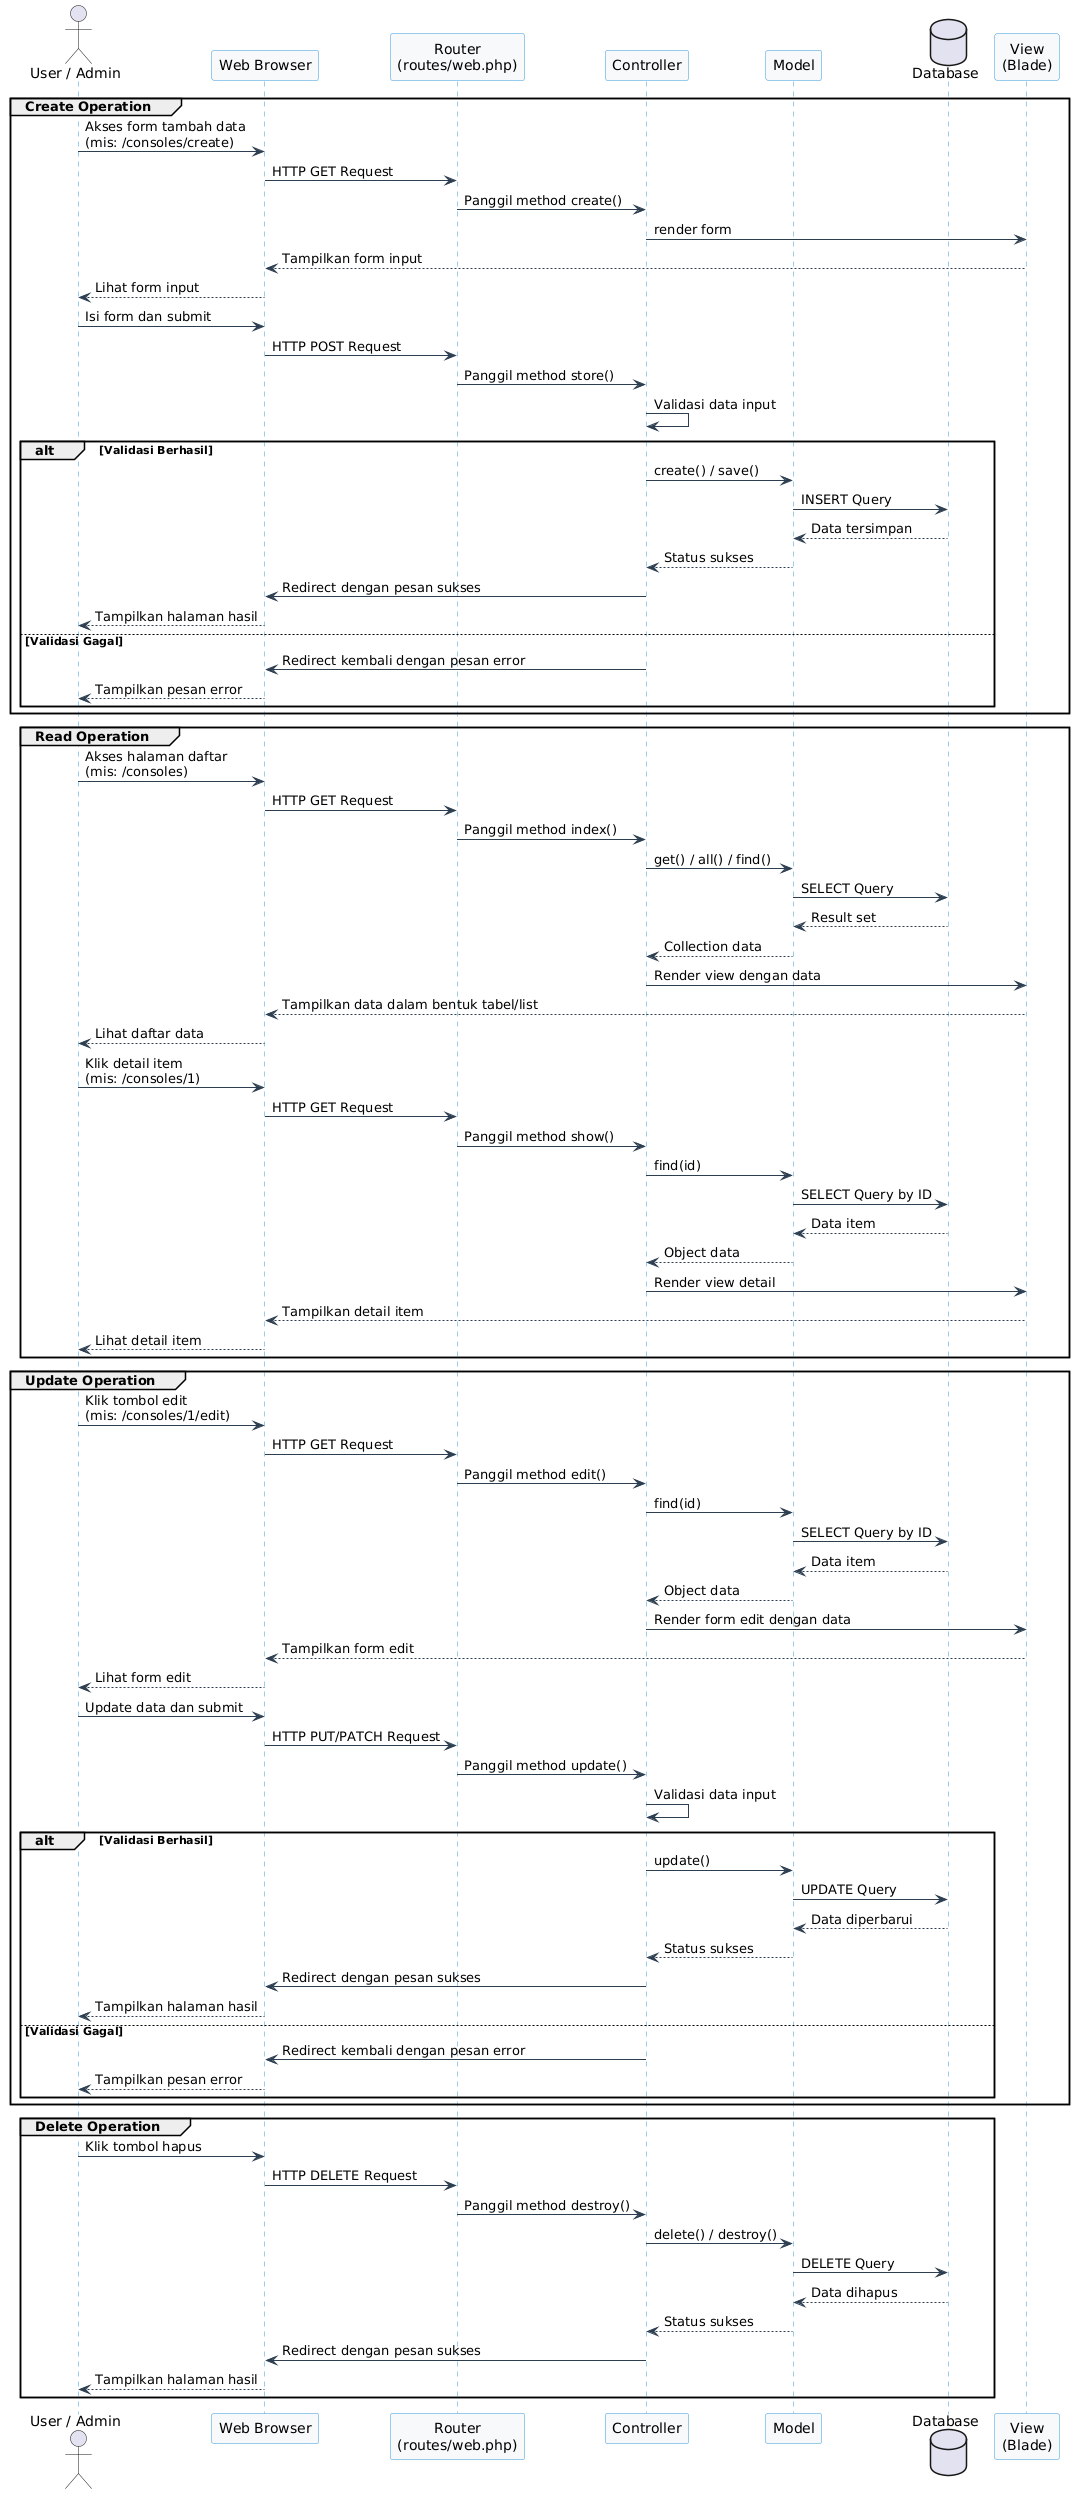 User / Admin
Web Browser
Router
(routes/web.php)
Controller
Model
Database
View
(Blade)
Create Operation
Akses form tambah data
(mis: /consoles/create)
HTTP GET Request
Panggil method create()
render form
Tampilkan form input
Lihat form input
Isi form dan submit
HTTP POST Request
Panggil method store()
Validasi data input
alt [Validasi Berhasil]
create() / save()
INSERT Query
Data tersimpan
Status sukses
Redirect dengan pesan sukses
Tampilkan halaman hasil
[Validasi Gagal]
Redirect kembali dengan pesan error
Tampilkan pesan error
Read Operation
Akses halaman daftar
(mis: /consoles)
HTTP GET Request
Panggil method index()
get() / all() / find()
SELECT Query
Result set
Collection data
Render view dengan data
Tampilkan data dalam bentuk tabel/list
Lihat daftar data
Klik detail item
(mis: /consoles/1)
HTTP GET Request
Panggil method show()
find(id)
SELECT Query by ID
Data item
Object data
Render view detail
Tampilkan detail item
Lihat detail item
Update Operation
Klik tombol edit
(mis: /consoles/1/edit)
HTTP GET Request
Panggil method edit()
find(id)
SELECT Query by ID
Data item
Object data
Render form edit dengan data
Tampilkan form edit
Lihat form edit
Update data dan submit
HTTP PUT/PATCH Request
Panggil method update()
Validasi data input
alt [Validasi Berhasil]
update()
UPDATE Query
Data diperbarui
Status sukses
Redirect dengan pesan sukses
Tampilkan halaman hasil
[Validasi Gagal]
Redirect kembali dengan pesan error
Tampilkan pesan error
Delete Operation
Klik tombol hapus
HTTP DELETE Request
Panggil method destroy()
delete() / destroy()
DELETE Query
Data dihapus
Status sukses
Redirect dengan pesan sukses
Tampilkan halaman hasil
User / Admin
Web Browser
Router
(routes/web.php)
Controller
Model
Database
View
(Blade)